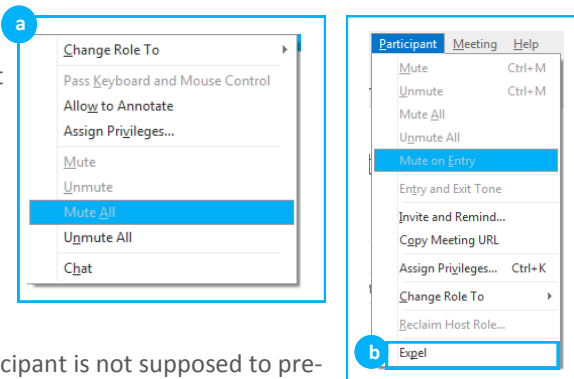 a
Change Role To
Pass Keyboard and Mouse Control
Allow to Annotate
Assign Privileges...
Mute
Unmute
Mute All
Unmute All
Chat
Participant Meeting Help
Mute Ctrl+M
Unmute Ctrl+M
Mute All
Unmute All
Mute on Entry
Entry and Exit Tone
Invite and Remind...
Copy Meeting URL
Assign Privileges... Ctrl+K
Change Role To
Reclaim Host Role...
b Expel
cipant is not supposed to pre-